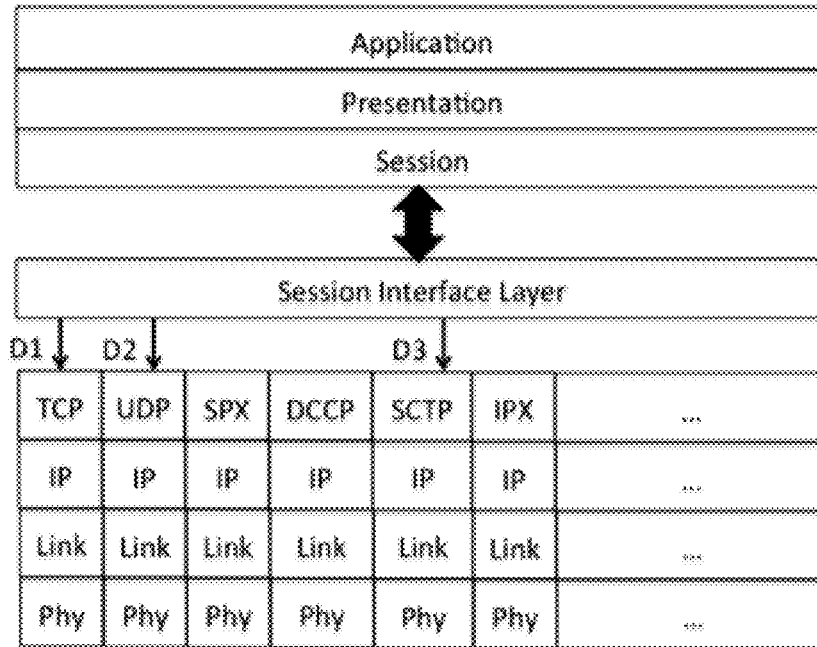 Application
Presentation
Session
Session Interface Layer
D1 D2 D3
TCP UDP SPX DCCP SCTP IPX ...
IP IP IP IP IP IP ...
Link Link Link Link Link Link ...
Phy Phy Phy Phy Phy Phy ...